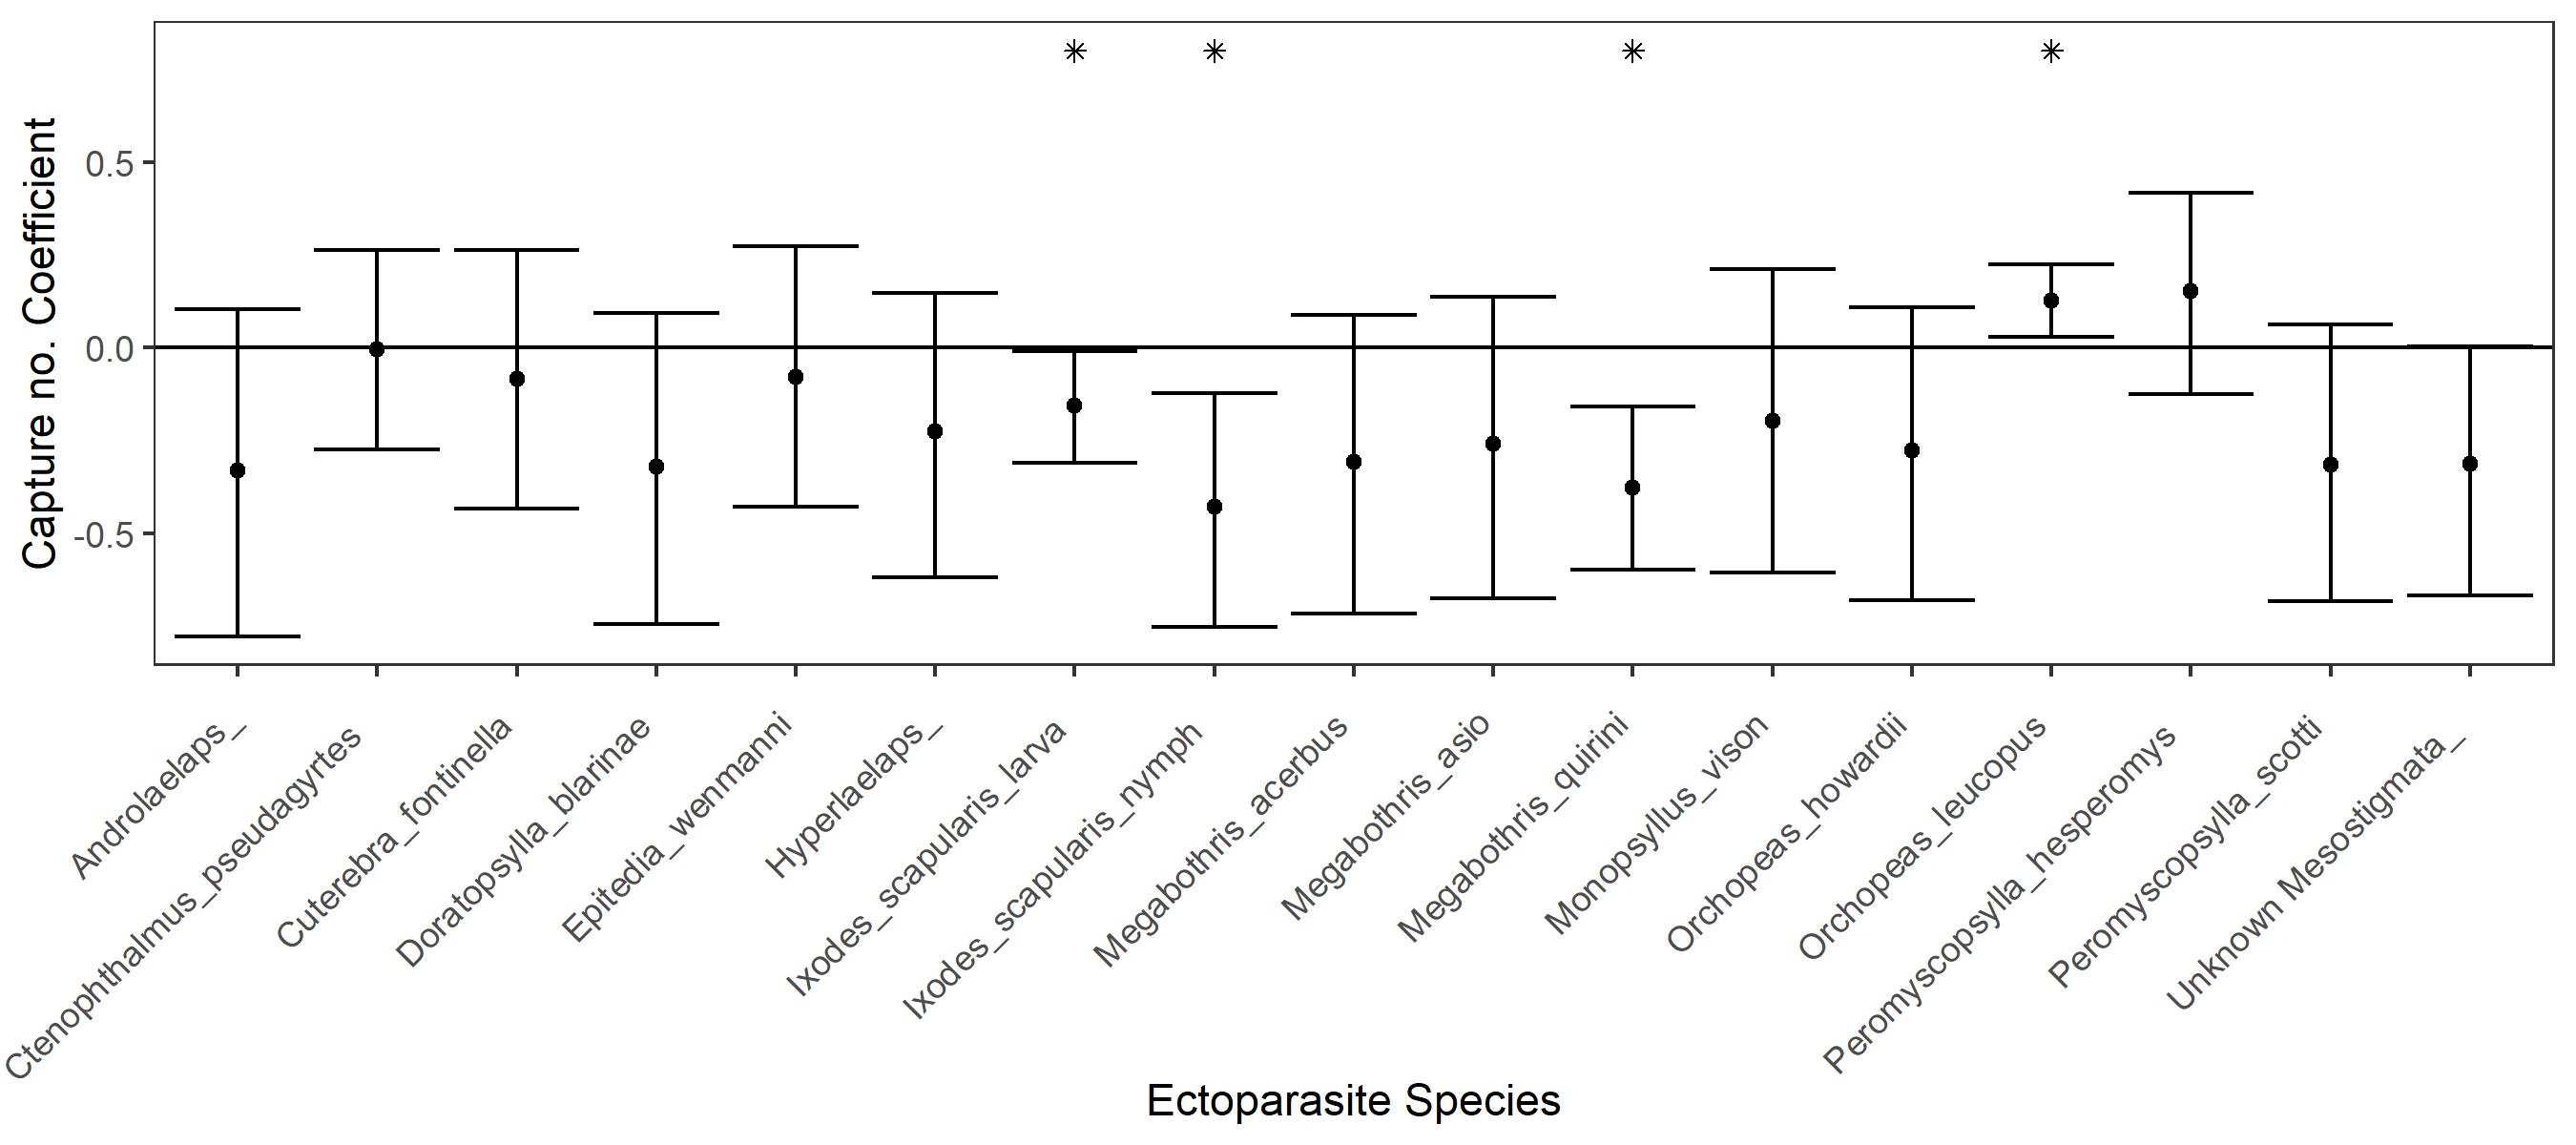 * * * *
Capture no. Coefficient
0.5
0.0
-0.5
Androlaelaps_
Ctenophthalmus_pseudagyrtes
Cuterebra_fontinella
Doratopsylla_blarinae
Epitedia_wenmanni
Hyperlaelaps_
Ixodes_scapularis_larva
Ixodes_scapularis_nymph
Megabothris_acerbus
Megabothris_asio
Megabothris_quirini
Monopsyllus_vison
Orchopeas_howardii
Orchopeas_leucopus
Peromyscopsylla_hesperomys
Peromyscopsylla_scotti
Unknown Mesostigmata_
Ectoparasite Species